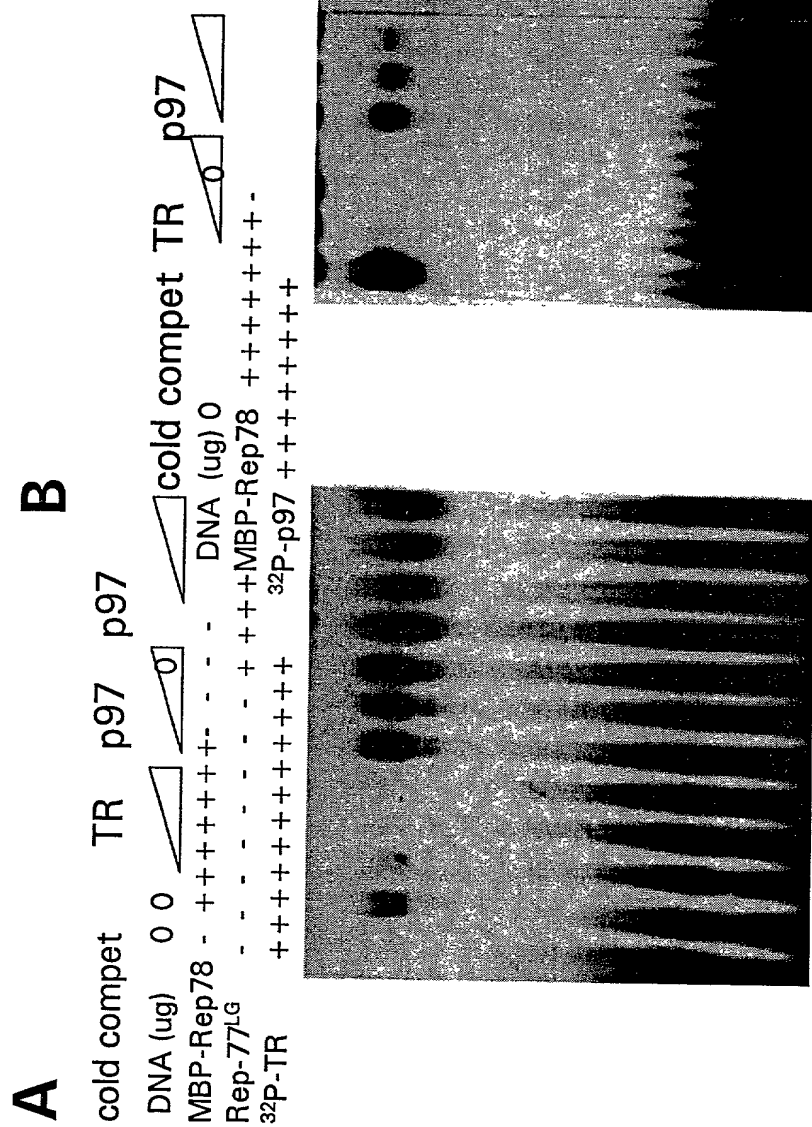 A
cold compet TR p97 p97
DNA (ug) 0 0 0
MBP-Rep78 - + + + + + + + - - - -
Rep-77LG - - - - - - - - + + + +
32P-TR + + + + + + + + + + + +
B
cold compet TR p97
DNA (ug) 0 0
MBP-Rep78 + + + + + + + -
32P-p97 + + + + + + + +